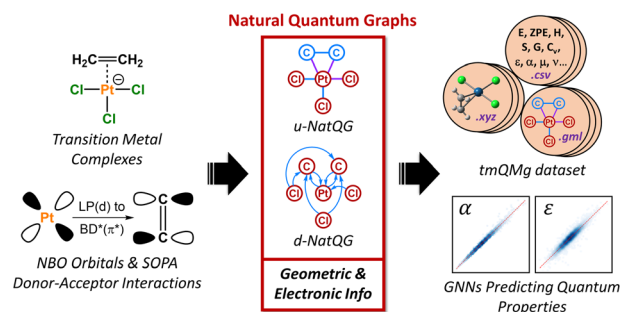 Natural Quantum Graphs
H₂C=CH₂
⊖
Cl Pt Cl
Cl
Transition Metal
Complexes
Pt
LP(d) to
BD*(π*)
C
C
NBO Orbitals & SOPA
Donor-Acceptor Interactions
C C
Cl Pt Cl
Cl
u-NatQG
C C
Cl Pt Cl
Cl
d-NatQG
Geometric &
Electronic Info
E, ZPE, H,
S, G, Cᵥ,
ε, α, μ, ν...
.csv
.xyz
C C
Cl Pt Cl
Cl
.gml
tmQMg dataset
α
ε
GNNs Predicting Quantum
Properties